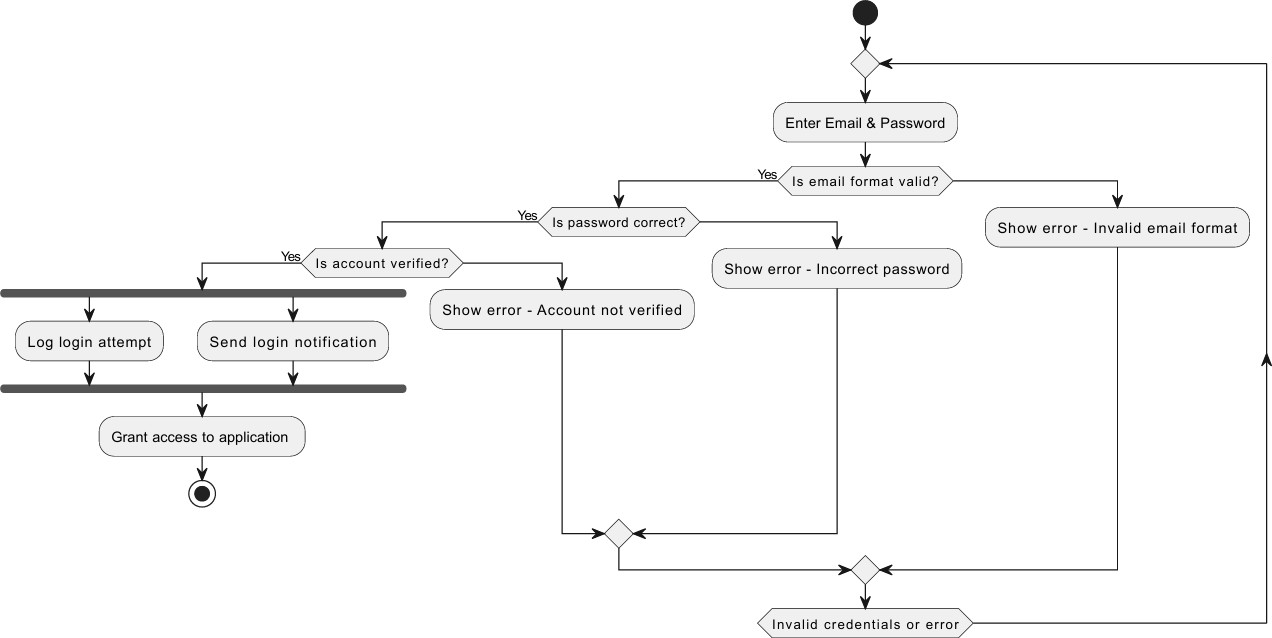 Enter Email & Password
Yes
Is email format valid?
Yes
Is password correct?
Show error - Invalid email format
Yes
Is account verified?
Show error - Incorrect password
Show error - Account not verified
Log login attempt
Send login notification
Grant access to application
Invalid credentials or error